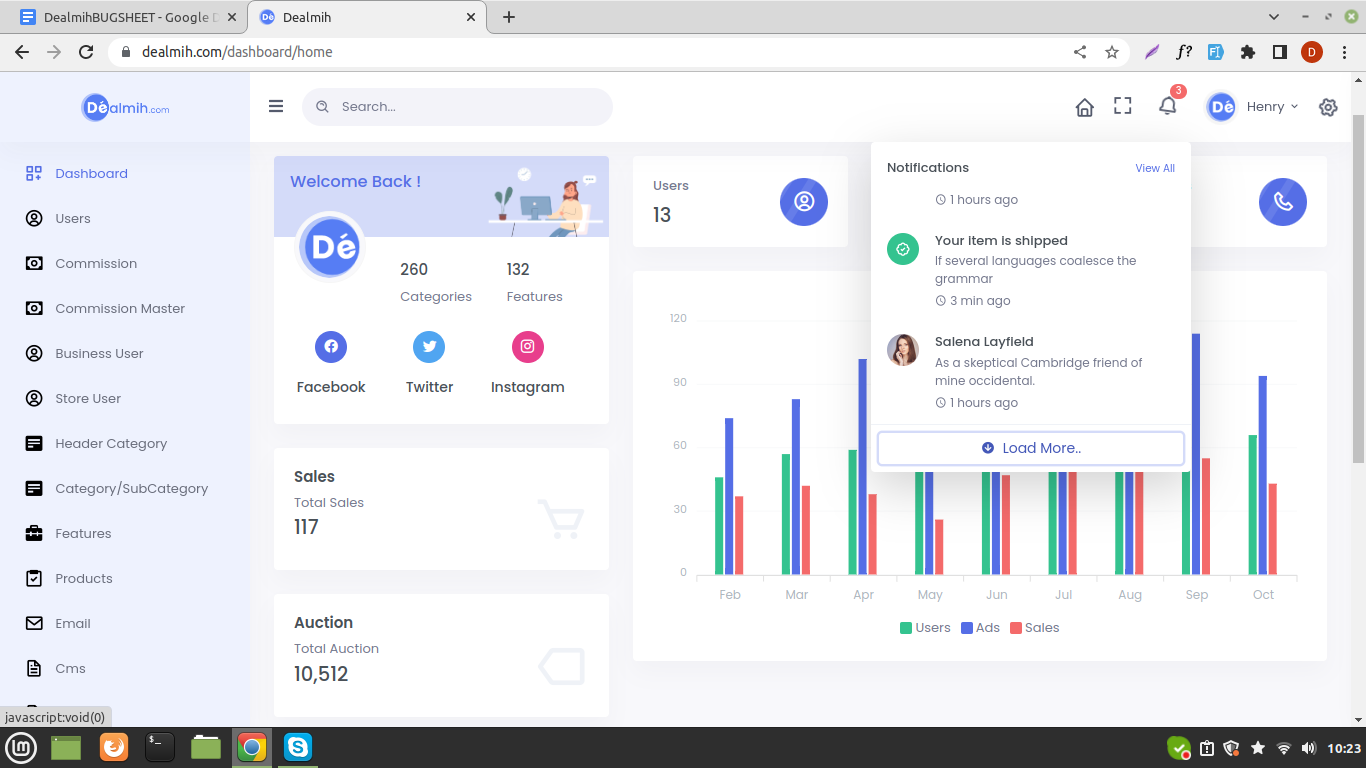 DealmihBUGSHEET - Google D
Dealmih
dealmih.com/dashboard/home
f?
D
Déalmih.com
Search...
3
Dé
Henry
Dashboard
Users
Commission
Commission Master
Business User
Store User
Header Category
Category/SubCategory
Features
Products
Email
Cms
javascript:void(0)
Welcome Back !
Dé
260
Categories
132
Features
Facebook
Twitter
Instagram
Sales
Total Sales
117
Auction
Total Auction
10,512
Users
13
Notifications
View All
1 hours ago
Your item is shipped
If several languages coalesce the
grammar
3 min ago
Salena Layfield
As a skeptical Cambridge friend of
mine occidental.
1 hours ago
Load More..
120
90
60
30
0
Feb
Mar
Apr
May
Jun
Jul
Aug
Sep
Oct
Users
Ads
Sales
10:23